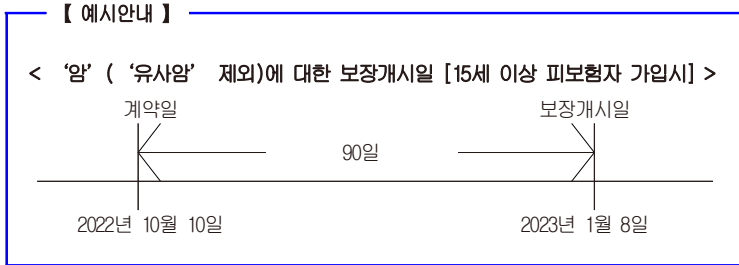 【 예시안내 】
< ‘암’ ( ‘유사암’ 제외)에 대한 보장개시일 [15세 이상 피보험자 가입시] >
계약일 보장개시일
90일
2022년 10월 10일 2023년 1월 8일